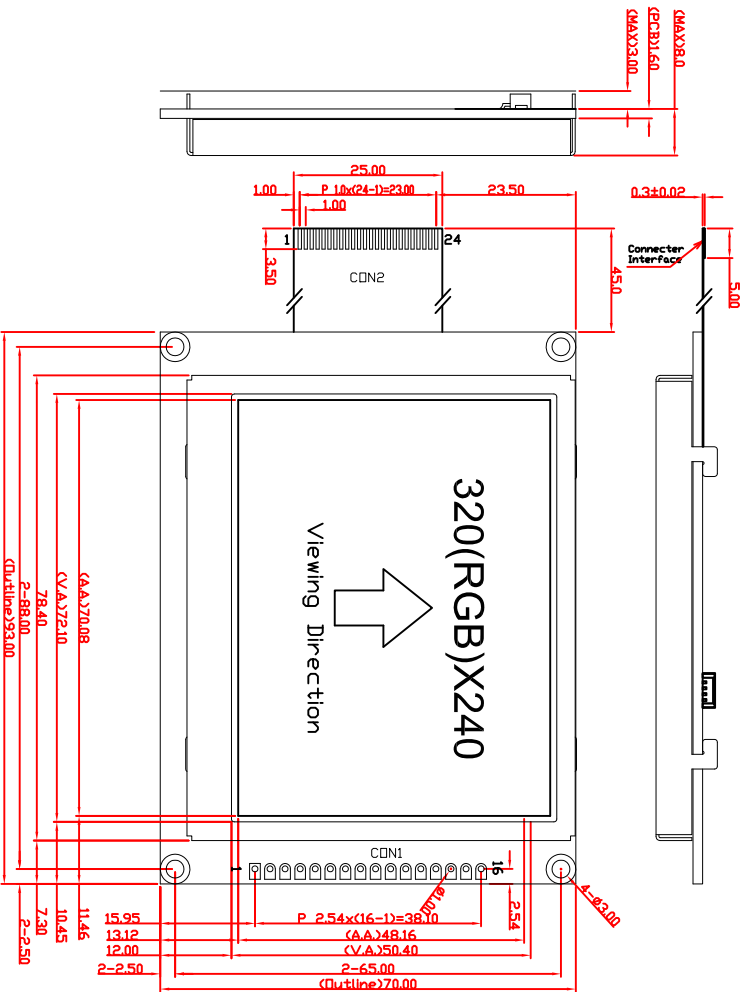 (MAX)3.00
(PCB)1.60
(MAX)8.0
25.00
1.00
P 1.0x(24-1)=23.00
23.50
1.00
0.3±0.02
1
24
3.50
CON2
45.0
Connecter
Interface
5.00
320(RGB)X240
Viewing Direction
(A.A.)70.08
(V.A.)72.10
78.40
2-88.00
(Outline)93.00
CON1
1
16
Ø1.00
4-Ø3.00
2.54
11.46
10.45
7.30
2-2.50
15.95
P 2.54x(16-1)=38.10
13.12
(A.A.)48.16
12.00
(V.A.)50.40
2-2.50
2-65.00
(Outline)70.00